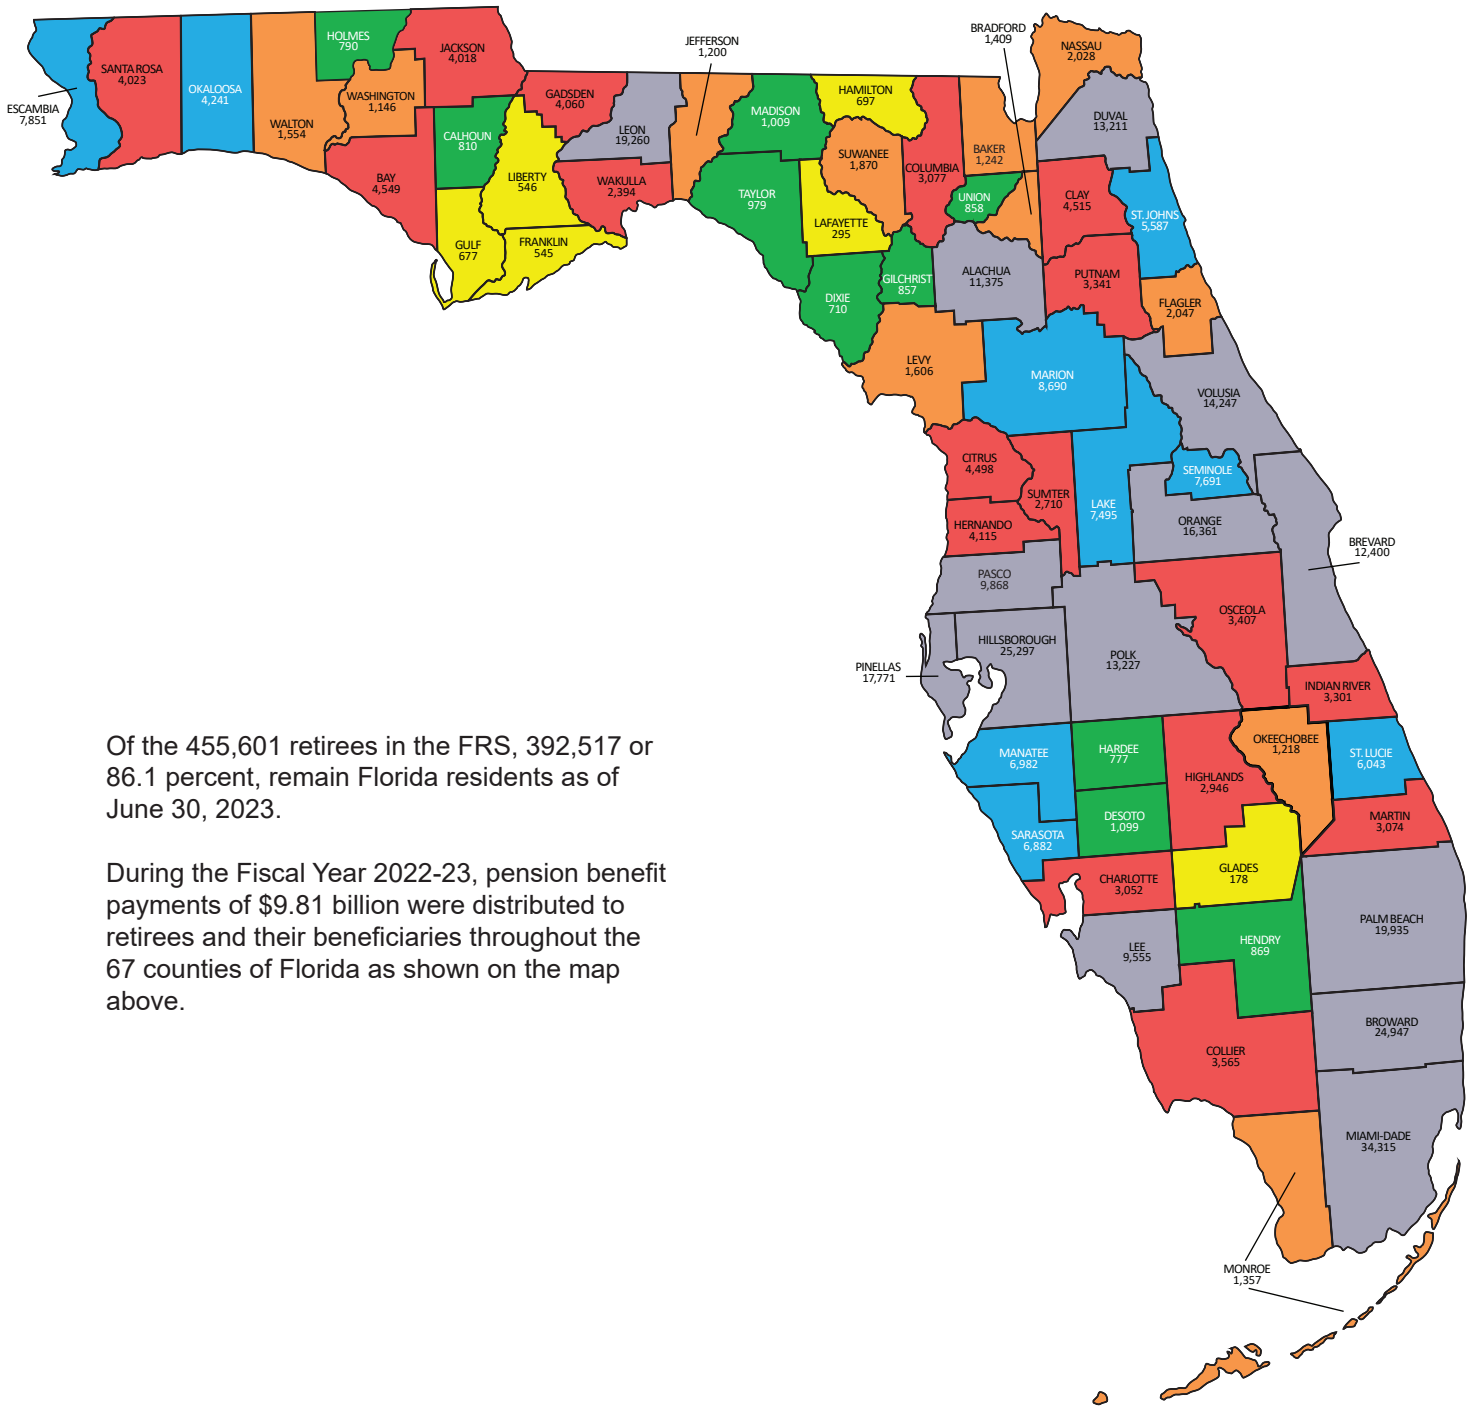 HOLMES
790
JACKSON
4,018
SANTA ROSA
4,023
OKALOOSA
4,241
ESCAMBIA
7,851
WALTON
1,554
WASHINGTON
1,146
BAY
4,549
CALHOUN
810
GULF
677
LIBERTY
546
FRANKLIN
545
GADSDEN
4,060
LEON
19,260
WAKULLA
2,394
JEFFERSON
1,200
MADISON
1,009
TAYLOR
979
HAMILTON
697
SUWANEE
1,870
LAFAYETTE
295
DIXIE
710
COLUMBIA
3,077
GILCHRIST
857
BAKER
1,242
UNION
858
BRADFORD
1,409
NASSAU
2,028
DUVAL
13,211
CLAY
4,515
ST. JOHNS
5,587
ALACHUA
11,375
PUTNAM
3,341
FLAGLER
2,047
LEVY
1,606
MARION
8,690
VOLUSIA
14,247
CITRUS
4,498
SUMTER
2,710
LAKE
7,495
SEMINOLE
7,691
HERNANDO
4,115
ORANGE
16,361
BREVARD
12,400
PASCO
9,868
OSCEOLA
3,407
HILLSBOROUGH
25,297
POLK
13,227
PINELLAS
17,771
INDIAN RIVER
3,301
MANATEE
6,982
HARDEE
777
HIGHLANDS
2,946
OKEECHOBEE
1,218
ST. LUCIE
6,043
SARASOTA
6,882
DESOTO
1,099
MARTIN
3,074
CHARLOTTE
3,052
GLADES
178
LEE
9,555
HENDRY
869
PALM BEACH
19,935
COLLIER
3,565
BROWARD
24,947
MIAMI-DADE
34,315
MONROE
1,357
Of the 455,601 retirees in the FRS, 392,517 or
86.1 percent, remain Florida residents as of
June 30, 2023.
During the Fiscal Year 2022-23, pension benefit
payments of $9.81 billion were distributed to
retirees and their beneficiaries throughout the
67 counties of Florida as shown on the map
above.